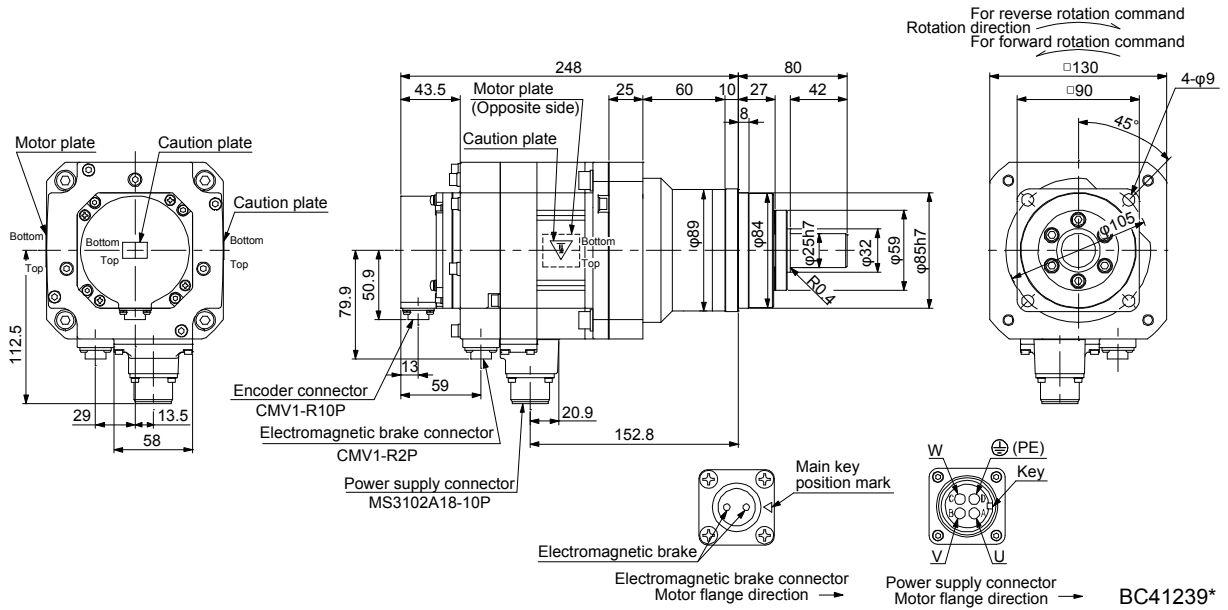 For reverse rotation command
Rotation direction
For forward rotation command
248
80
□130
43.5
Motor plate
(Opposite side)
25
60
10
27
42
□90
4-φ9
8
45°
Caution plate
Motor plate
Caution plate
Caution plate
Bottom
Top
Bottom
Top
Bottom
Top
Bottom
Top
112.5
79.9
50.9
φ89
φ84
φ25h7
φ32
φ59
φ85h7
R0.4
φ105
13
59
29
13.5
58
20.9
152.8
Encoder connector
CMV1-R10P
Electromagnetic brake connector
CMV1-R2P
Power supply connector
MS3102A18-10P
Main key
position mark
Electromagnetic brake
Electromagnetic brake connector
Motor flange direction
W
(PE)
Key
C
D
B
A
V
U
Power supply connector
Motor flange direction
BC41239*